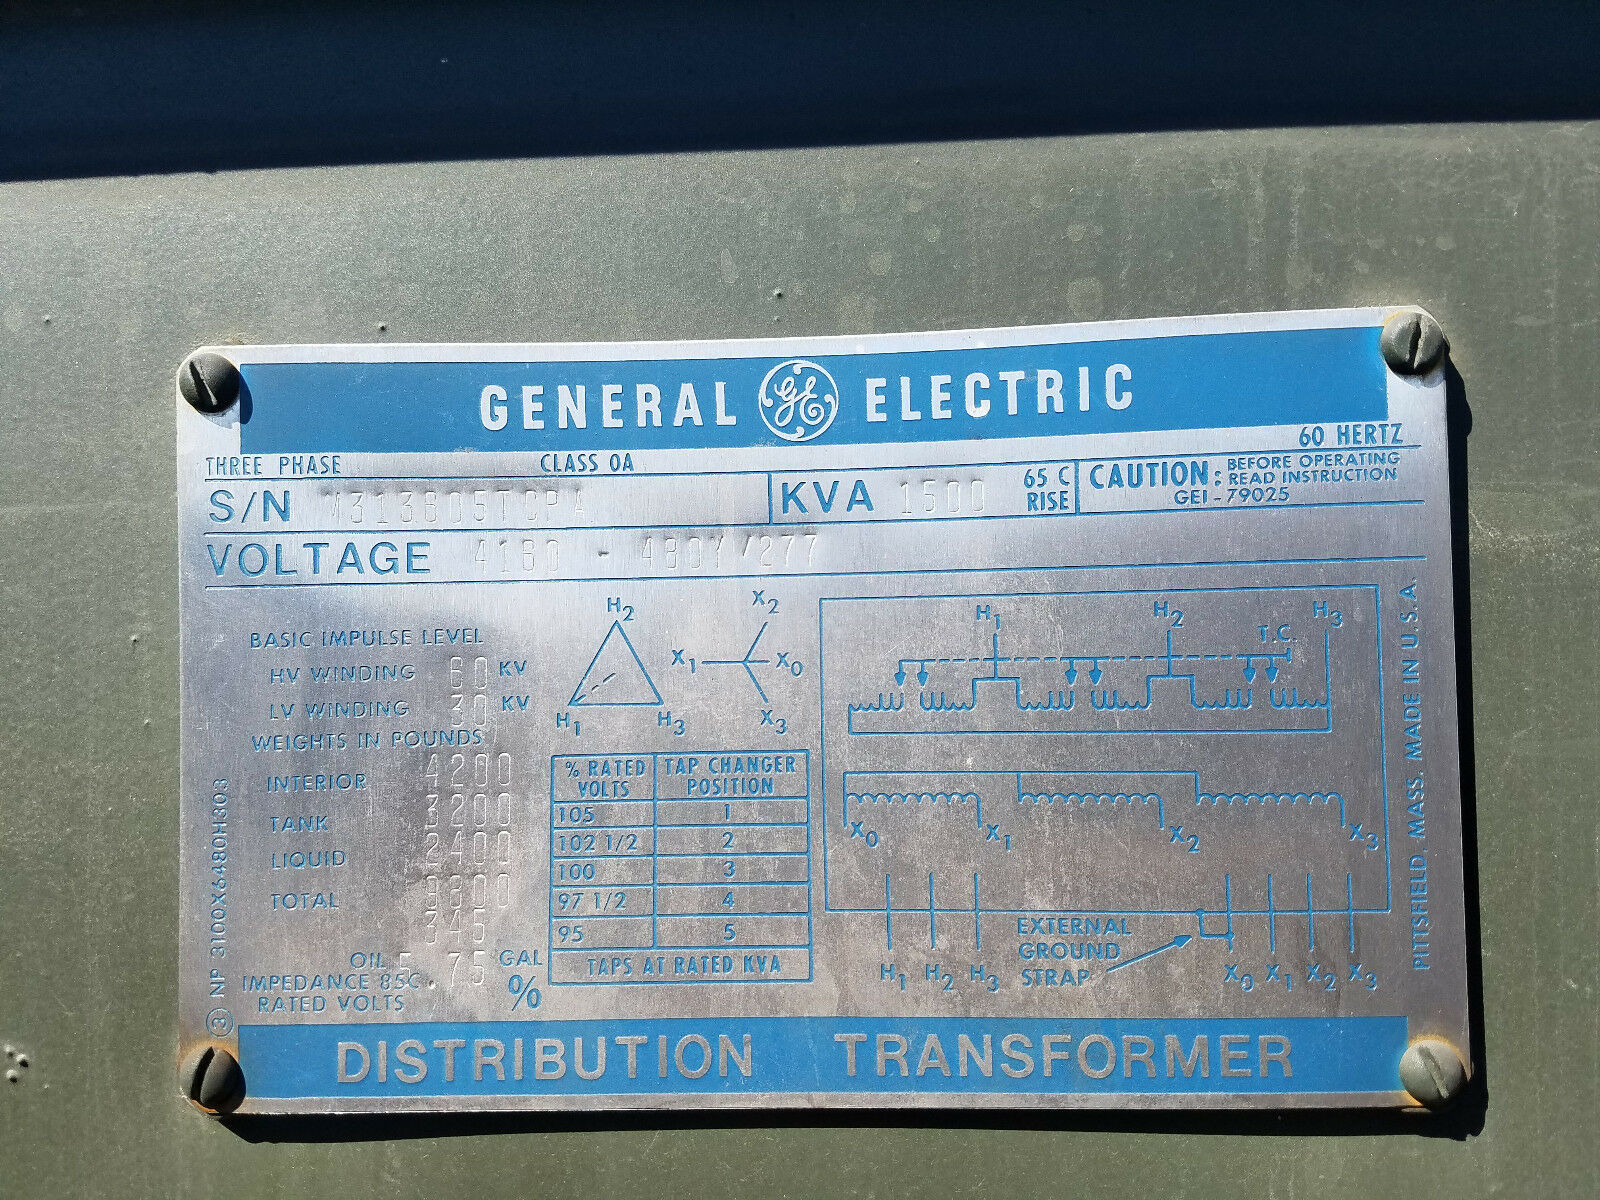 GENERAL GE ELECTRIC
60 HERTZ
THREE PHASE CLASS OA
S/N KVA 1500 65 C RISE CAUTION: BEFORE OPERATING READ INSTRUCTION GEI-79025
VOLTAGE 4160 - 480Y/277
BASIC IMPULSE LEVEL
HV WINDING 60 KV
LV WINDING 30 KV
WEIGHTS IN POUNDS
INTERIOR 4200
TANK 3200
LIQUID 2400
TOTAL 9800
OIL 345 GAL
IMPEDANCE 85C 5.75 %
RATED VOLTS
③ NP 3100X6480H303
H2
H1 H3
X2
X1 X0
X3
% RATED VOLTS TAP CHANGER POSITION
105 1
102 1/2 2
100 3
97 1/2 4
95 5
TAPS AT RATED KVA
H1 H2 H3
T.C.
X0 X1 X2 X3
EXTERNAL
GROUND
STRAP
H1 H2 H3 X0 X1 X2 X3
PITTSFIELD, MASS. MADE IN U.S.A.
DISTRIBUTION TRANSFORMER